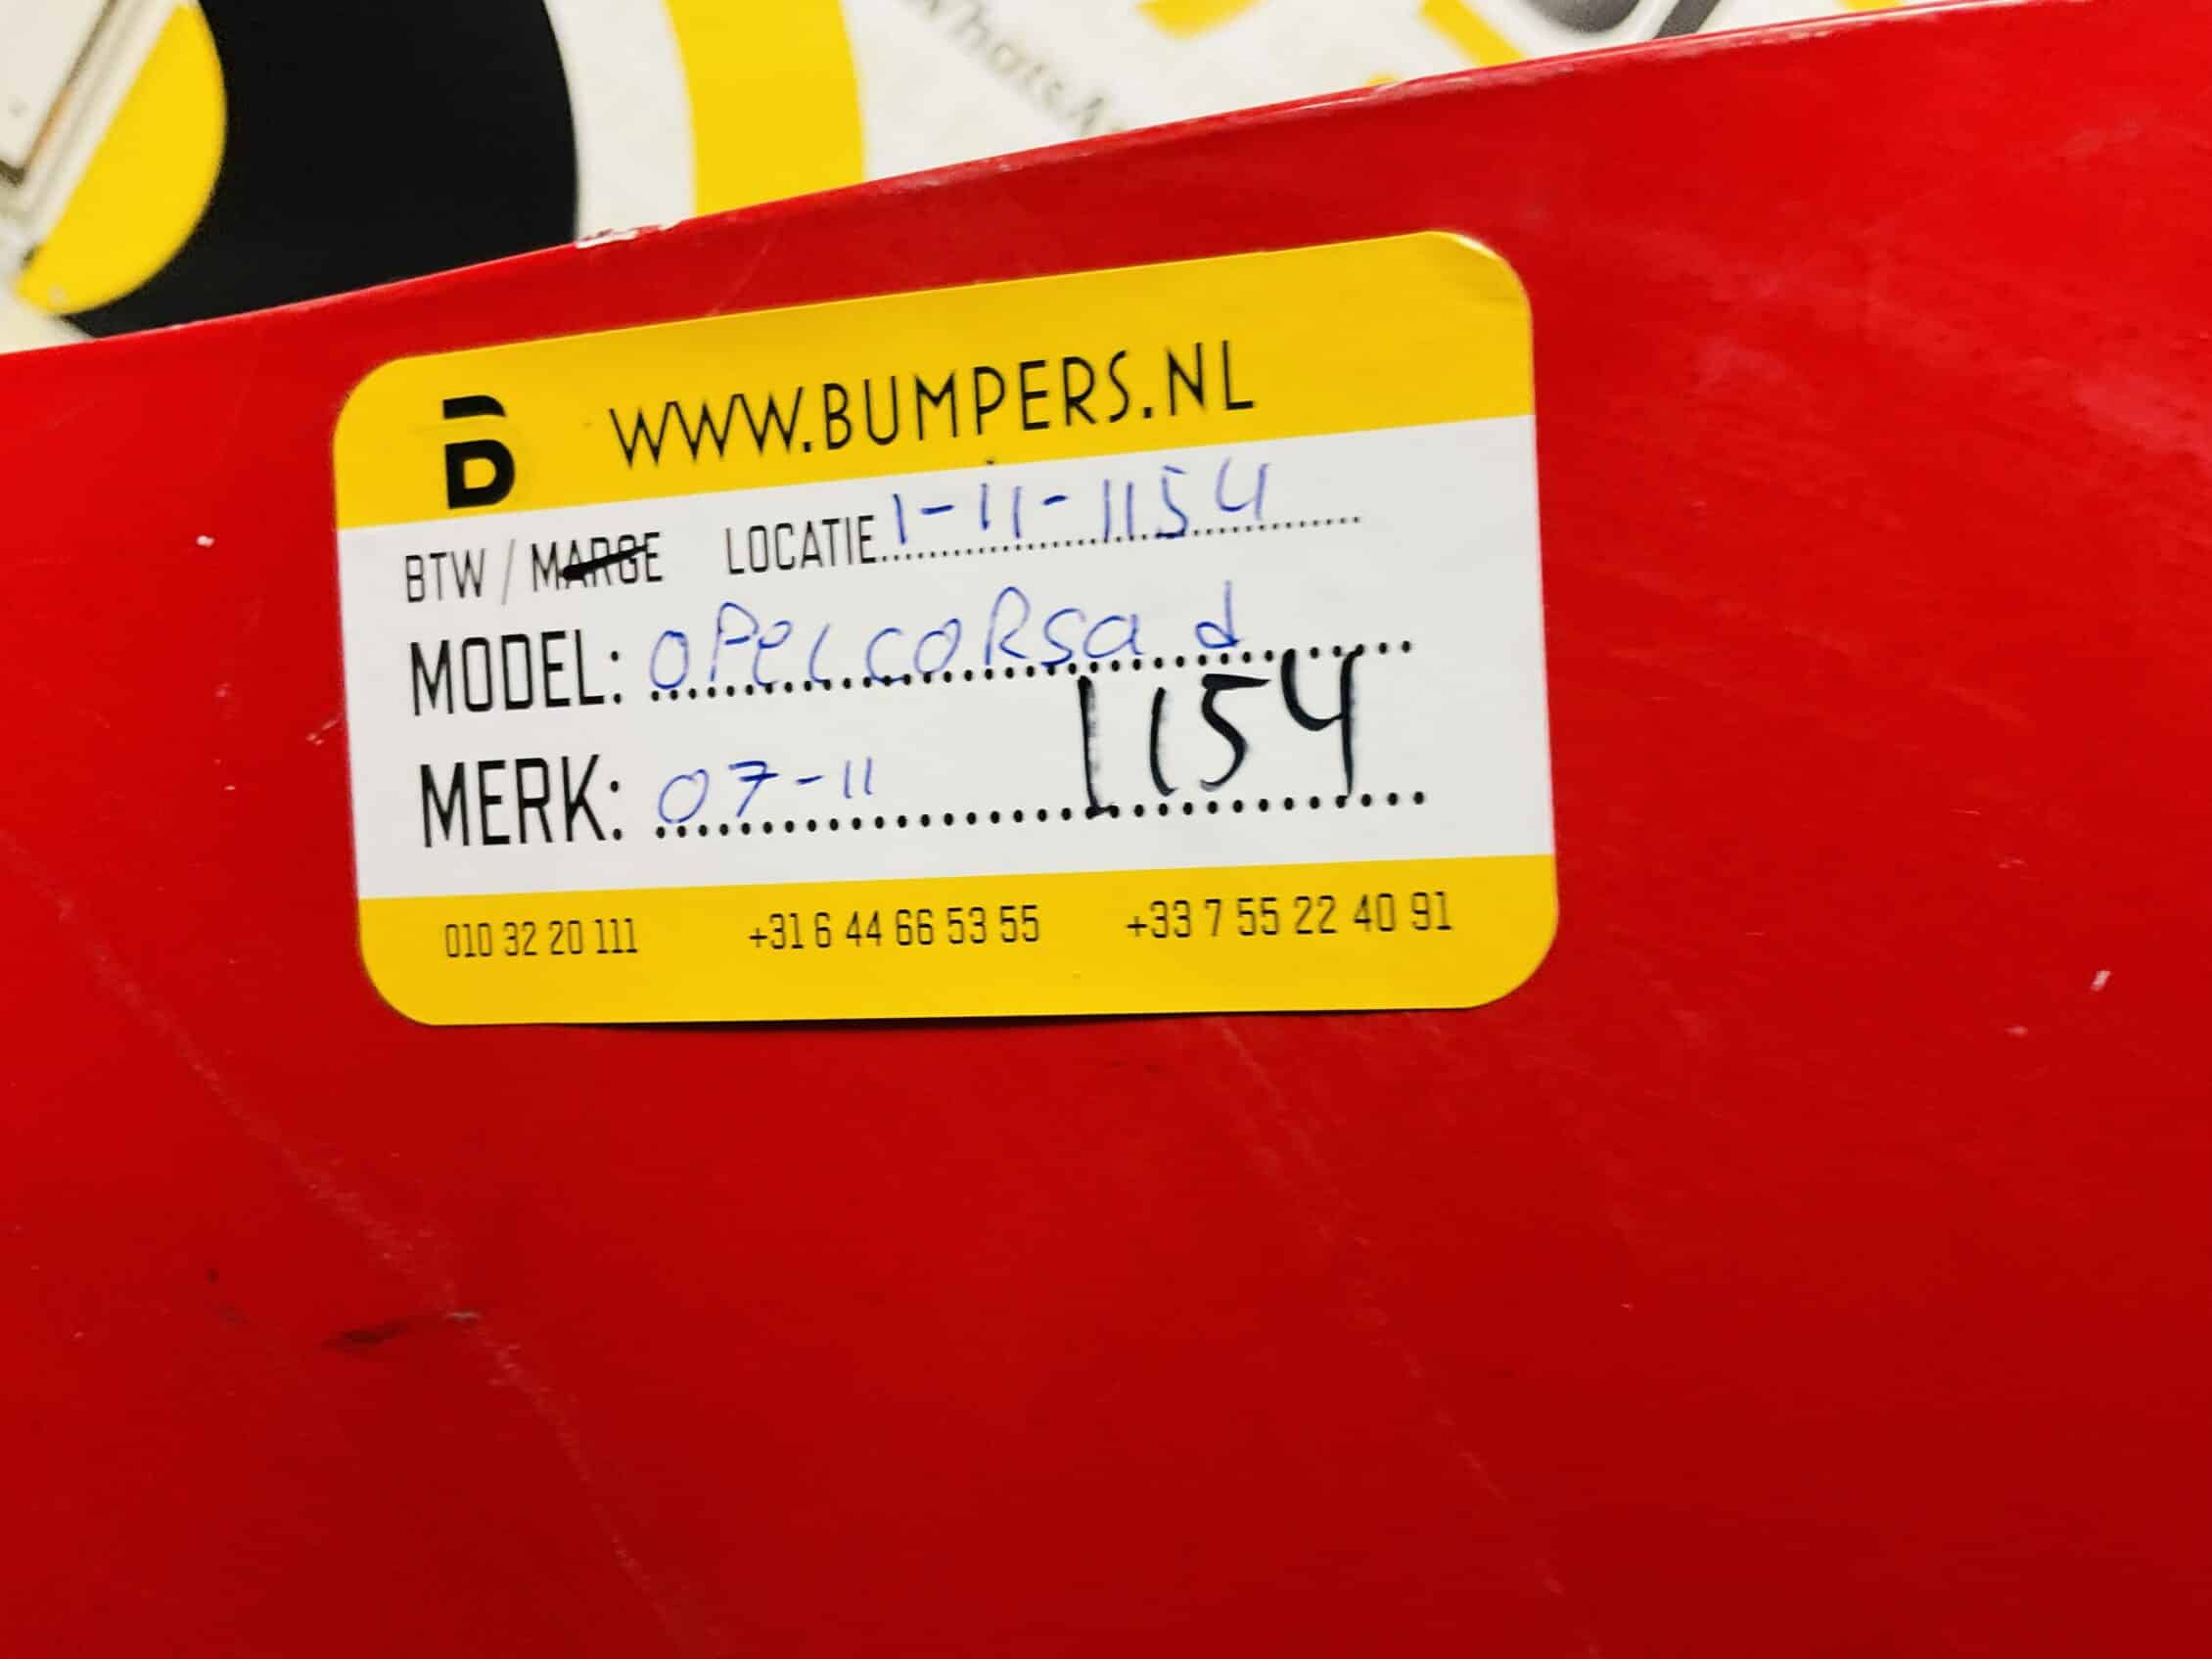 WhatsA
B WWW.BUMPERS.NL
BTW / MARGE LOCATIE 1-11-1154
MODEL: OPel coRsa d
MERK: 07-11 1154
010 32 20 111 +31 6 44 66 53 55 +33 7 55 22 40 91